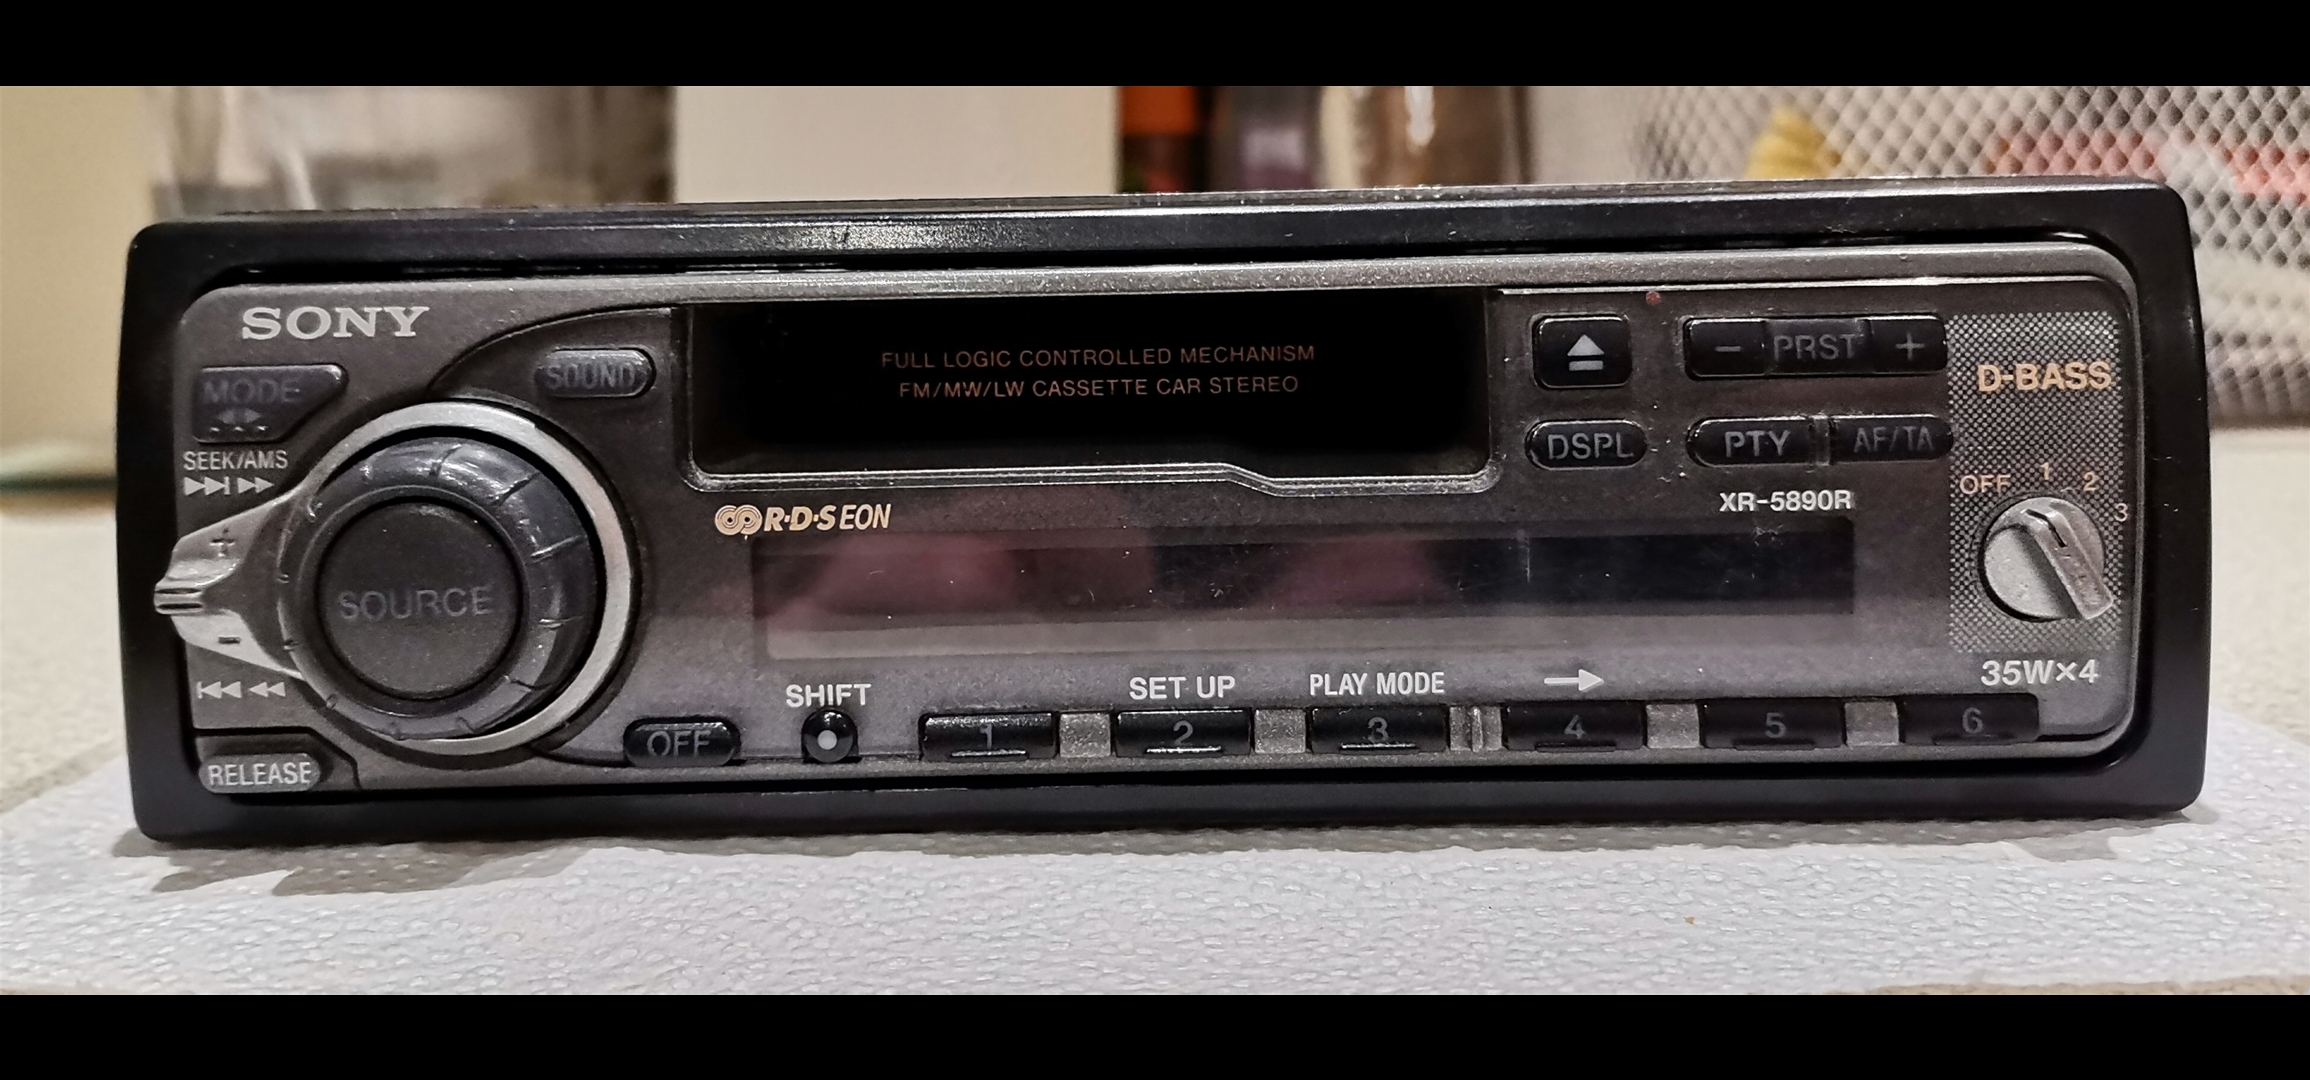 SONY
MODE
SOUND
SEEK/AMS
+
SOURCE
-
RELEASE
FULL LOGIC CONTROLLED MECHANISM
FM/MW/LW CASSETTE CAR STEREO
- PRST +
DSPL
PTY
AF/TA
D-BASS
OFF 1 2 3
R·D·S EON
XR-5890R
35W×4
OFF
SHIFT
SET UP
PLAY MODE
1 2 3 4 5 6